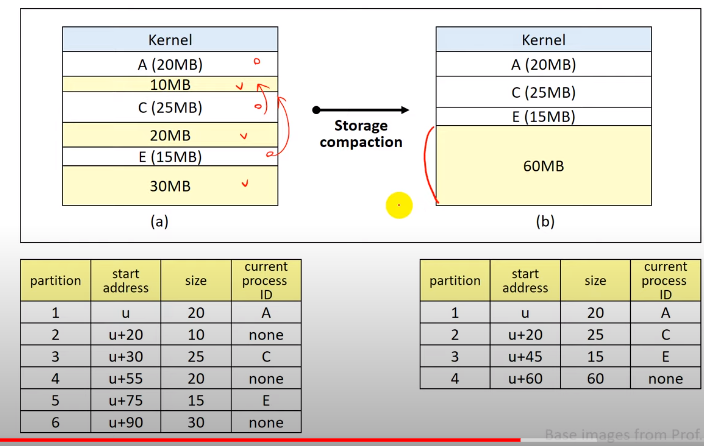 Kernel
A (20MB)
10MB
C (25MB)
20MB
E (15MB)
30MB
(a)
Storage
compaction
Kernel
A (20MB)
C (25MB)
E (15MB)
60MB
(b)
partition start address size current process ID
1 u 20 A
2 u+20 10 none
3 u+30 25 C
4 u+55 20 none
5 u+75 15 E
6 u+90 30 none
partition start address size current process ID
1 u 20 A
2 u+20 25 C
3 u+45 15 E
4 u+60 60 none
Base images from Prof.